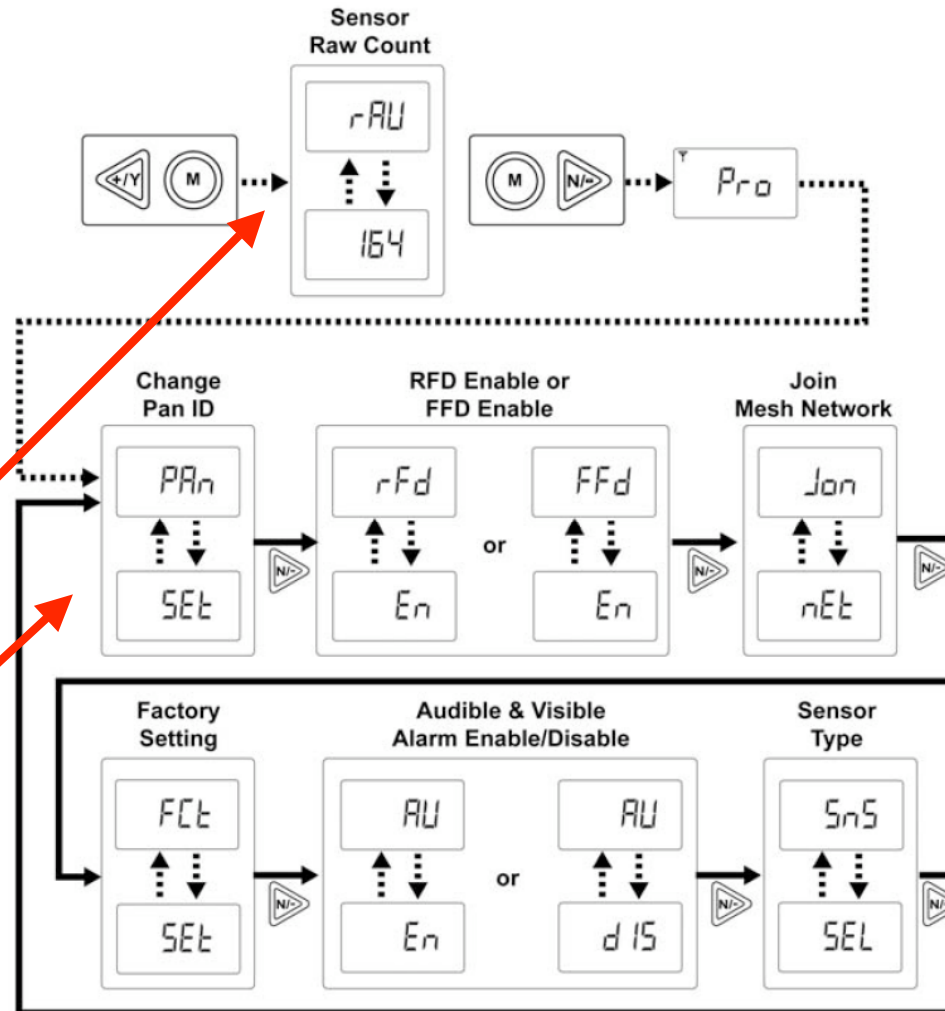 Sensor
Raw Count
rAU
+/Y M
M N/-
Pro
164
Change
Pan ID
RFD Enable or
FFD Enable
Join
Mesh Network
PAn
rFd
FFd
Jon
or
N/-
N/-
N/-
SEt
En
En
nEt
Factory
Setting
Audible & Visible
Alarm Enable/Disable
Sensor
Type
FCt
AU
AU
SnS
or
N/-
N/-
N/-
SEt
En
dIS
SEL